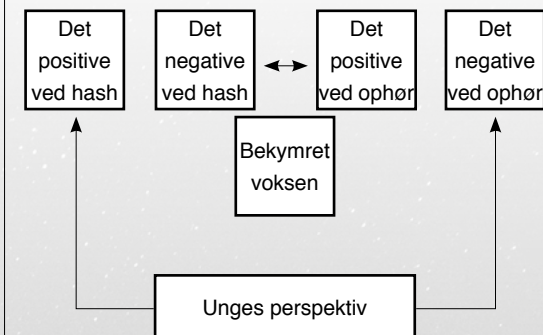 Det
positive
ved hash
Det
negative
ved hash
Det
positive
ved ophør
Det
negative
ved ophør
Bekymret
voksen
Unges perspektiv